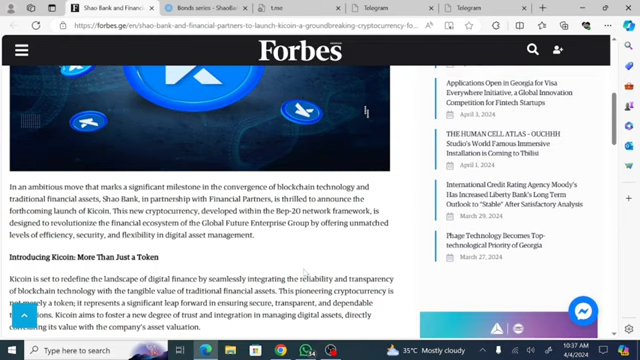 Shao Bank and Financial Partn
Bonds series - ShaoBa
t.me
Telegram
Telegram
https://forbes.ge/en/shao-bank-and-financial-partners-to-launch-kicoin-a-groundbreaking-cryptocurrency-fo...
Forbes
In an ambitious move that marks a significant milestone in the convergence of blockchain technology and
traditional financial assets, Shao Bank, in partnership with Financial Partners, is thrilled to announce the
forthcoming launch of Kicoin. This new cryptocurrency, developed within the Bep-20 network framework, is
designed to revolutionize the financial ecosystem of the Global Future Enterprise Group by offering unmatched
levels of efficiency, security, and flexibility in digital asset management.
Introducing Kicoin: More Than Just a Token
Kicoin is set to redefine the landscape of digital finance by seamlessly integrating the reliability and transparency
of blockchain technology with the tangible value of traditional financial assets. This pioneering cryptocurrency is
not merely a token; it represents a significant leap forward in ensuring secure, transparent, and dependable
Kicoin aims to foster a new degree of trust and integration in managing digital assets, directly
its value with the company's asset valuation.
Applications Open in Georgia for Visa
Everywhere Initiative, a Global Innovation
Competition for Fintech Startups
April 3, 2024
THE HUMAN CELL ATLAS – OUCHHH
Studio's World Famous Immersive
Installation is Coming to Tbilisi
April 1, 2024
International Credit Rating Agency Moody's
Has Increased Liberty Bank's Long Term
Outlook to "Stable" After Satisfactory Analysis
March 29, 2024
Phage Technology Becomes Top-
technological Priority of Georgia
March 27, 2024
Type here to search
34
35°C Mostly cloudy
10:37 AM
4/4/2024